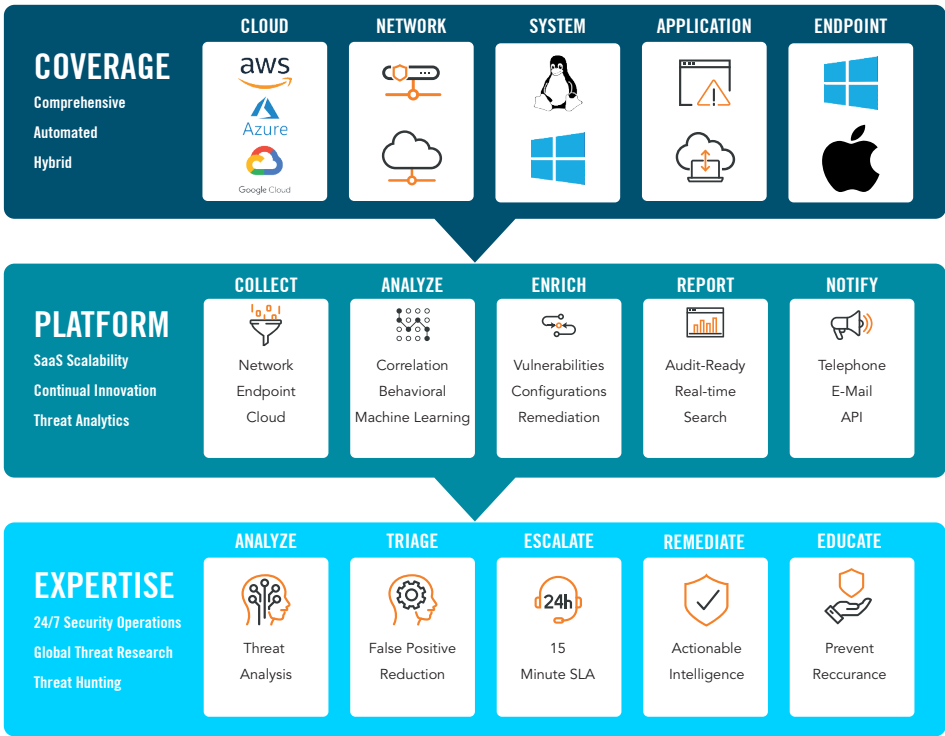 COVERAGE
Comprehensive
Automated
Hybrid
CLOUD
aws
Azure
Google Cloud
NETWORK
SYSTEM
APPLICATION
ENDPOINT
PLATFORM
SaaS Scalability
Continual Innovation
Threat Analytics
COLLECT
Network
Endpoint
Cloud
ANALYZE
Correlation
Behavioral
Machine Learning
ENRICH
Vulnerabilities
Configurations
Remediation
REPORT
Audit-Ready
Real-time
Search
NOTIFY
Telephone
E-Mail
API
EXPERTISE
24/7 Security Operations
Global Threat Research
Threat Hunting
ANALYZE
Threat
Analysis
TRIAGE
False Positive
Reduction
ESCALATE
24h
15
Minute SLA
REMEDIATE
Actionable
Intelligence
EDUCATE
Prevent
Reccurance